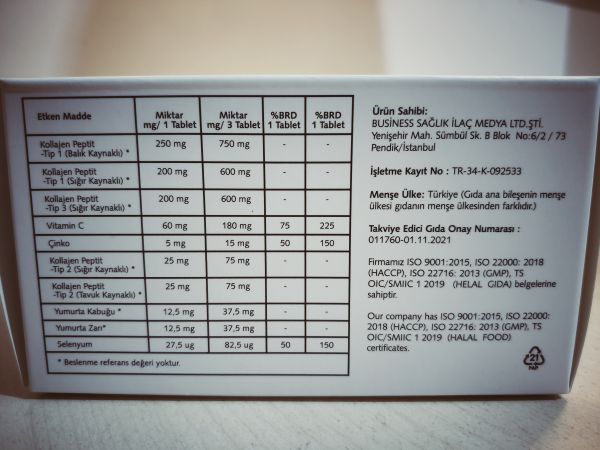 Etken Madde Miktar mg/ 1 Tablet Miktar mg/ 3 Tablet %BRD 1 Tablet %BRD 1 Tablet
Kollajen Peptit 250 mg 750 mg - -
-Tip 1 (Balık Kaynaklı) *
Kollajen Peptit 200 mg 600 mg - -
-Tip 1 (Sığır Kaynaklı) *
Kollajen Peptit 200 mg 600 mg - -
-Tip 3 (Sığır Kaynaklı) *
Vitamin C 60 mg 180 mg 75 225
Çinko 5 mg 15 mg 50 150
Kollajen Peptit 25 mg 75 mg - -
-Tip 2 (Sığır Kaynaklı) *
Kollajen Peptit 25 mg 75 mg - -
-Tip 2 (Tavuk Kaynaklı) *
Yumurta Kabuğu * 12,5 mg 37,5 mg - -
Yumurta Zarı* 12,5 mg 37,5 mg - -
Selenyum 27,5 ug 82,5 ug 50 150
* Beslenme referans değeri yoktur.
Ürün Sahibi:
BUSİNESS SAĞLIK İLAÇ MEDYA LTD.ŞTİ.
Yenişehir Mah. Sümbül Sk. B Blok No:6/2 / 73
Pendik/İstanbul
İşletme Kayıt No : TR-34-K-092533
Menşe Ülke: Türkiye (Gıda ana bileşenin menşe
ülkesi gıdanın menşe ülkesinden farklıdır.)
Takviye Edici Gıda Onay Numarası :
011760-01.11.2021
Firmamız ISO 9001:2015, ISO 22000: 2018
(HACCP), ISO 22716: 2013 (GMP), TS
OIC/SMIIC 1 2019 (HELAL GIDA) belgelerine
sahiptir.
Our company has ISO 9001:2015, ISO 22000:
2018 (HACCP), ISO 22716: 2013 (GMP), TS
OIC/SMIIC 1 2019 (HALAL FOOD)
certificates.
21
PAP